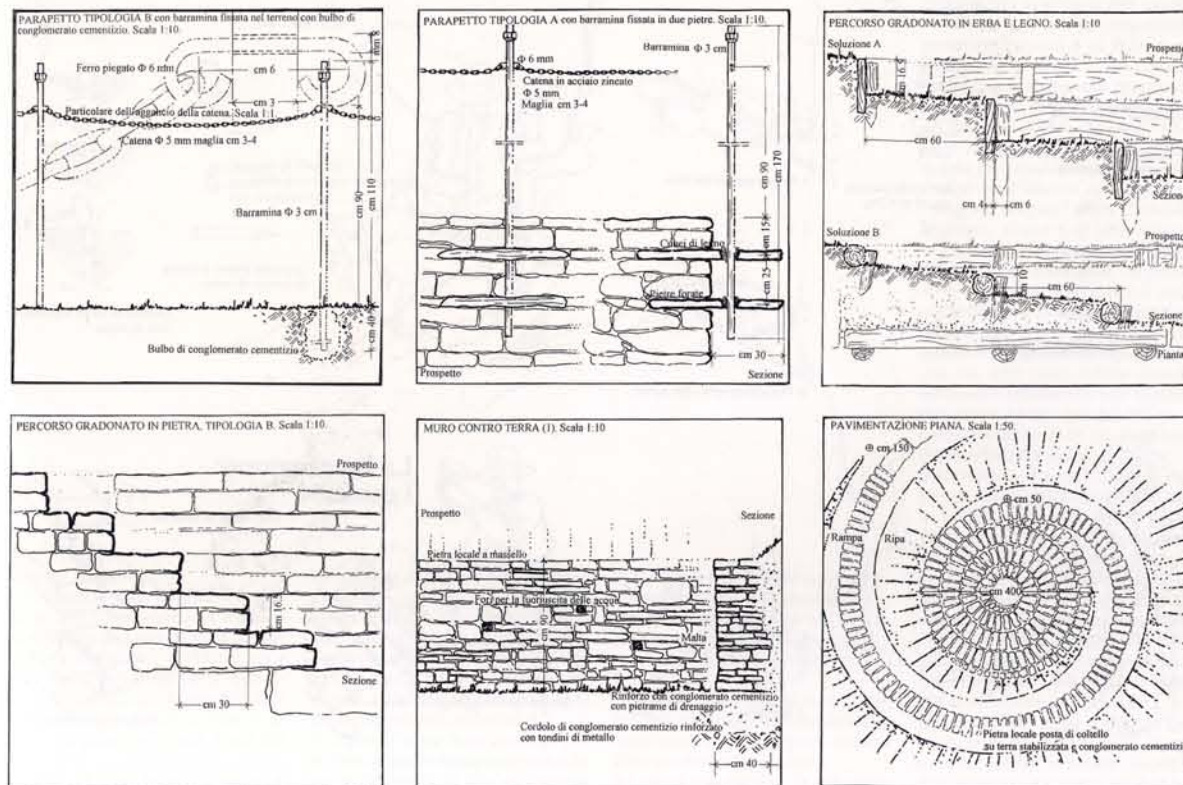 PARAPETTO TIPOLOGIA B con barramina fissata nel terreno con bulbo di
conglomerato cementizio. Scala 1:10.
mm 8
Ferro piegato Φ 6 mm
cm 6
cm 3
Particolare dell'aggancio della catena. Scala 1:1.
Catena Φ 5 mm maglia cm 3-4
Barramina Φ 3 cm
cm 90
cm 110
cm 40
Bulbo di conglomerato cementizio
PARAPETTO TIPOLOGIA A con barramina fissata in due pietre. Scala 1:10.
Barramina Φ 3 cm
Φ 6 mm
Catena in acciaio zincato
Φ 5 mm
Maglia cm 3-4
cm 90
cm 170
cm 15
Cunei di legno
cm 25
Pietre forate
cm 30
Prospetto
Sezione
PERCORSO GRADONATO IN ERBA E LEGNO. Scala 1:10
Soluzione A
Prospetto
cm 16.5
cm 60
Sezione
cm 4
cm 6
Soluzione B
Prospetto
cm 10
cm 60
Sezione
Pianta
PERCORSO GRADONATO IN PIETRA, TIPOLOGIA B. Scala 1:10.
Prospetto
cm 16.5
Sezione
cm 30
MURO CONTRO TERRA (1). Scala 1:10
Prospetto
Sezione
Pietra locale a massello
Fori per la fuoriuscita delle acque
cm 90
Malta
Rinforzo con conglomerato cementizio
con pietrame di drenaggio
Cordolo di conglomerato cementizio rinforzato
con tondini di metallo
cm 40
PAVIMENTAZIONE PIANA. Scala 1:50.
⊕ cm 150
⊕ cm 50
Rampa
Ripa
cm 400
Pietra locale posta di coltello
su terra stabilizzata e conglomerato cementizi